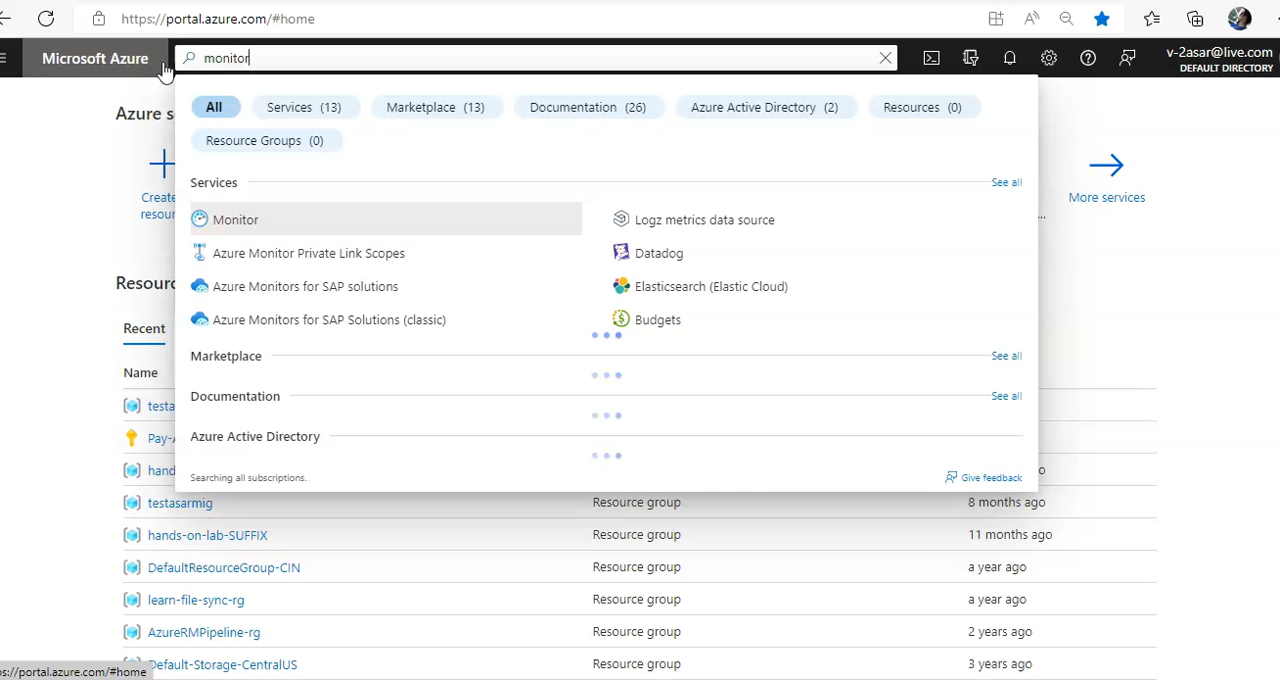 https://portal.azure.com/#home
Microsoft Azure
monitor
v-2asar@live.com
DEFAULT DIRECTORY
All
Services (13)
Marketplace (13)
Documentation (26)
Azure Active Directory (2)
Resources (0)
Resource Groups (0)
Azure s
Services
See all
Monitor
Logz metrics data source
Create
resour
...
More services
Azure Monitor Private Link Scopes
Datadog
Azure Monitors for SAP solutions
Elasticsearch (Elastic Cloud)
Azure Monitors for SAP Solutions (classic)
Budgets
Resourc
Recent
Marketplace
See all
Name
Documentation
See all
testa
Azure Active Directory
Pay-A
hand
o
Searching all subscriptions.
Give feedback
testasarmig
Resource group
8 months ago
hands-on-lab-SUFFIX
Resource group
11 months ago
DefaultResourceGroup-CIN
Resource group
a year ago
learn-file-sync-rg
Resource group
a year ago
AzureRMPipeline-rg
Resource group
2 years ago
Default-Storage-CentralUS
Resource group
3 years ago
ps://portal.azure.com/#home